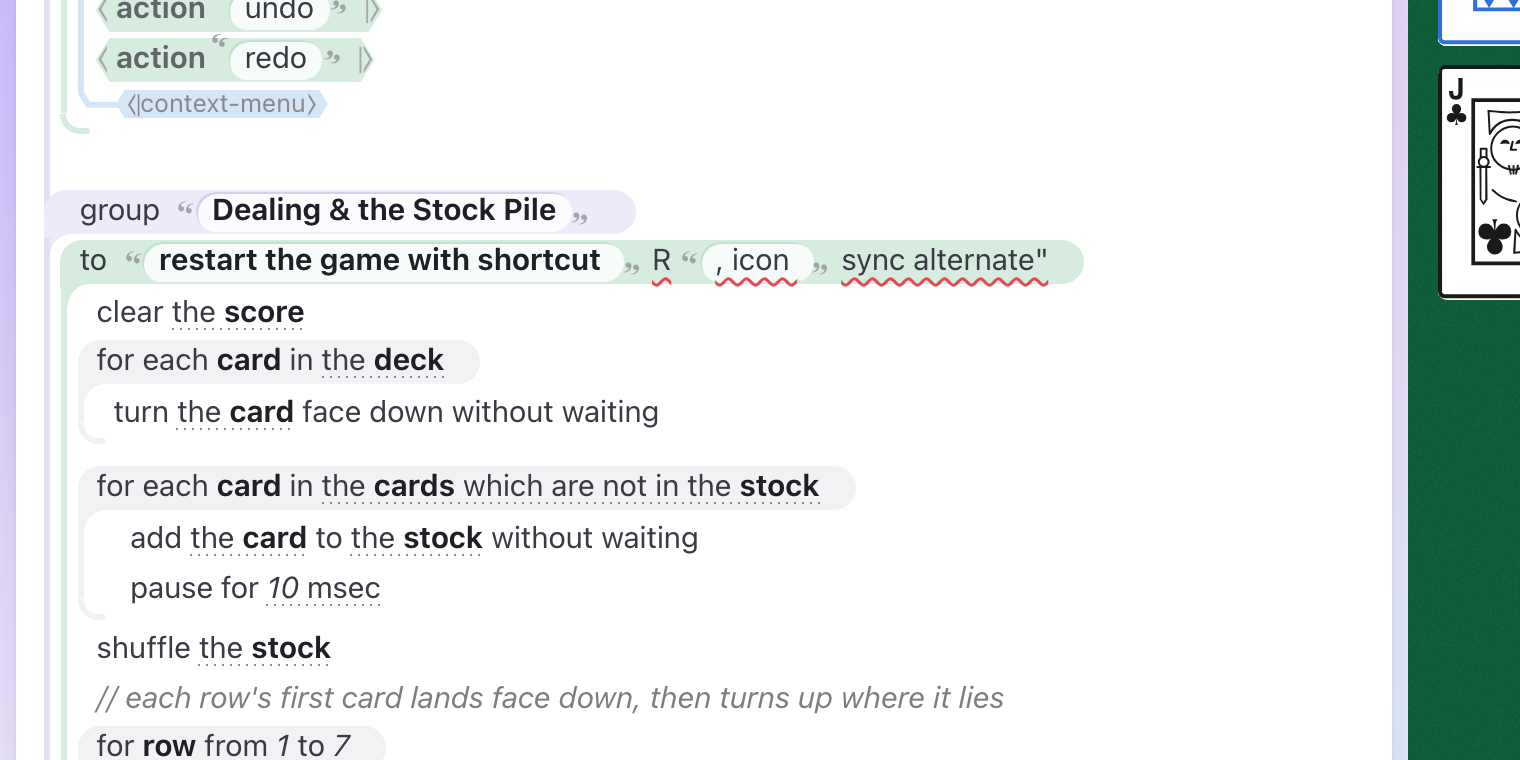 ⟨action “undo” |⟩
⟨action “redo” |⟩
⟨|context-menu⟩
J
group “Dealing & the Stock Pile„
to “restart the game with shortcut„ R “, icon„ sync alternate"
clear the score
for each card in the deck
turn the card face down without waiting
for each card in the cards which are not in the stock
add the card to the stock without waiting
pause for 10 msec
shuffle the stock
// each row's first card lands face down, then turns up where it lies
for row from 1 to 7